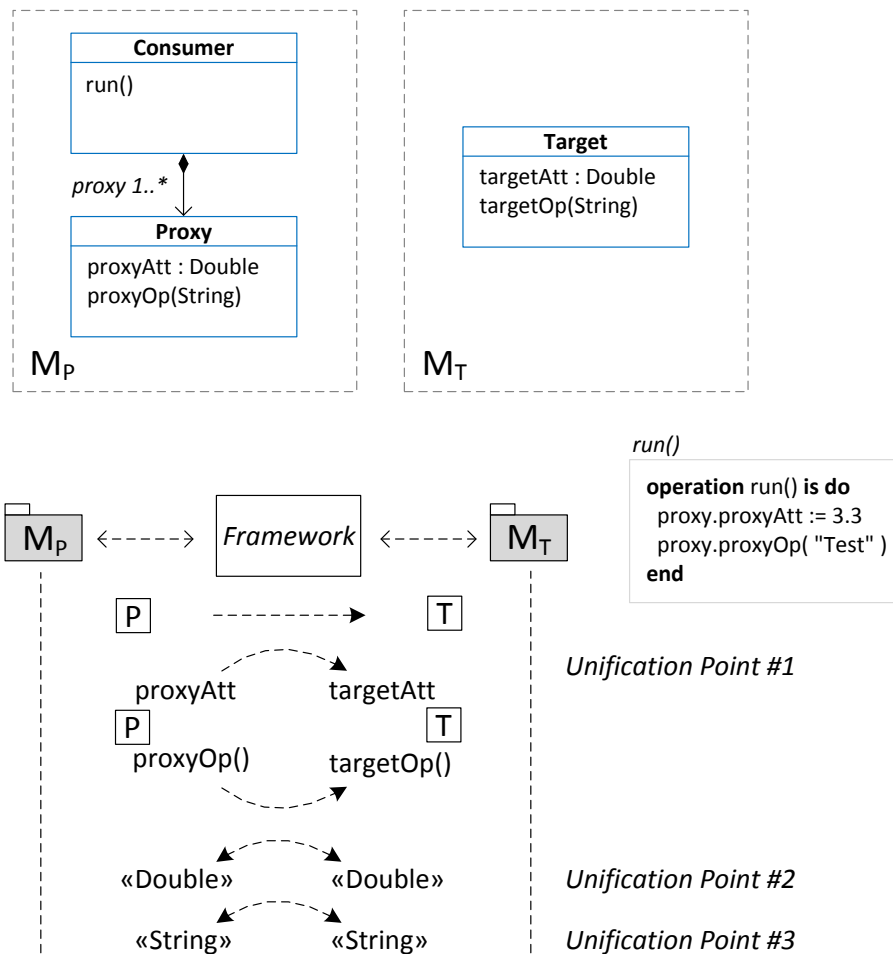 Consumer
run()
proxy 1..*
Proxy
proxyAtt : Double
proxyOp(String)
MP
Target
targetAtt : Double
targetOp(String)
MT
run()
operation run() is do
proxy.proxyAtt := 3.3
proxy.proxyOp( "Test" )
end
MP Framework MT
P T
Unification Point #1
proxyAtt targetAtt
P T
proxyOp() targetOp()
«Double» «Double» Unification Point #2
«String» «String» Unification Point #3